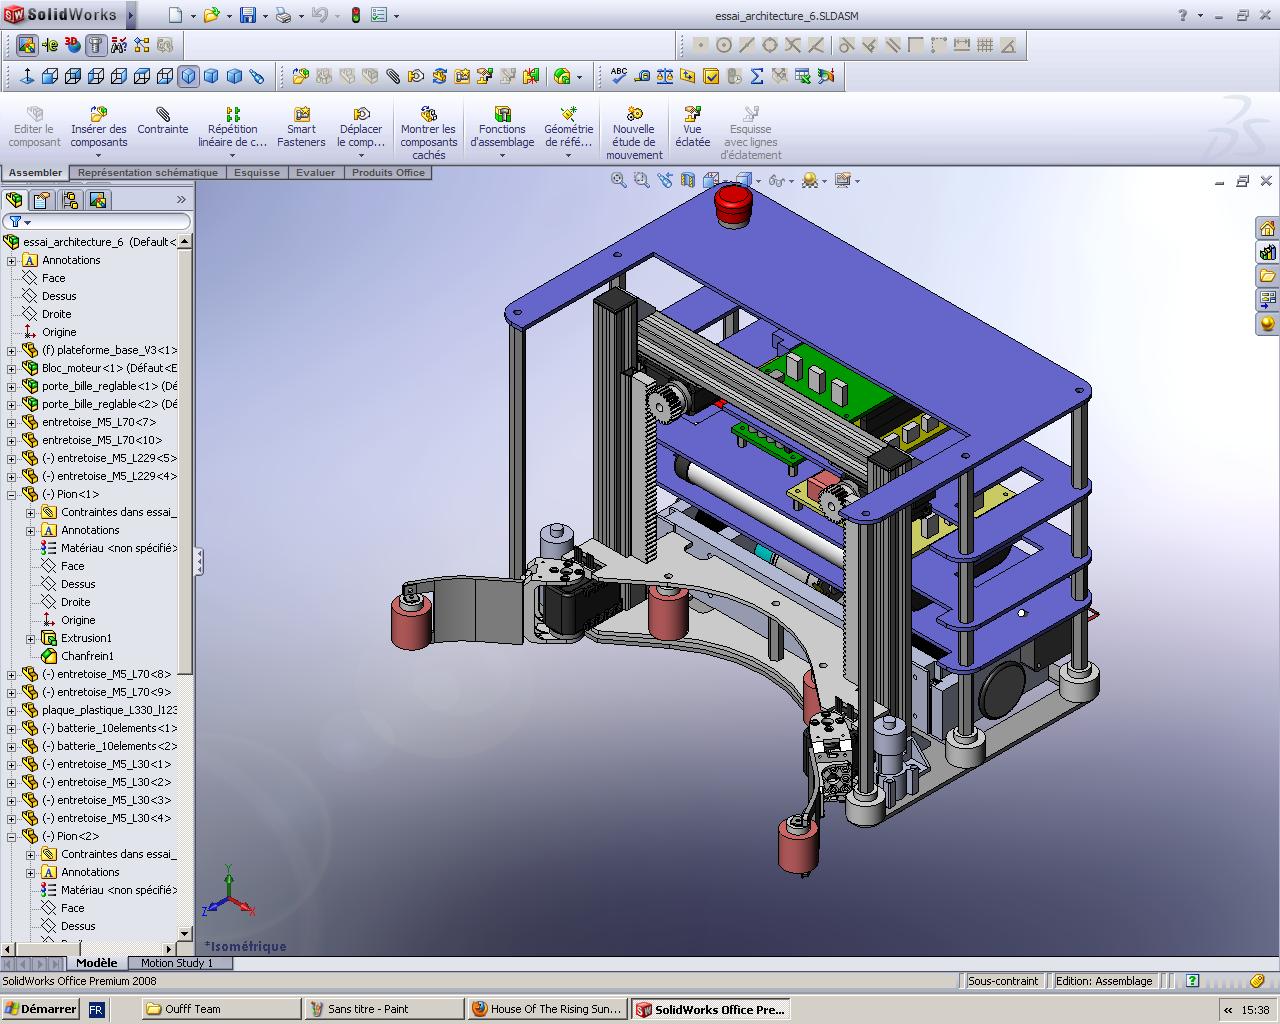 SolidWorks
essai_architecture_6.SLDASM
Editer le composant
Insérer des composants
Contrainte
Répétition linéaire de c...
Smart Fasteners
Déplacer le comp...
Montrer les composants cachés
Fonctions d'assemblage
Géométrie de réfé...
Nouvelle étude de mouvement
Vue éclatée
Esquisse avec lignes d'éclatement
Assembler
Représentation schématique
Esquisse
Evaluer
Produits Office
essai_architecture_6 (Default<
Annotations
Face
Dessus
Droite
Origine
(f) plateforme_base_V3<1>
Bloc_moteur<1> (Défaut<E
porte_bille_reglable<1> (Dé
porte_bille_reglable<2> (Dé
entretoise_M5_L70<7>
entretoise_M5_L70<10>
(-) entretoise_M5_L229<5>
(-) entretoise_M5_L229<4>
(-) Pion<1>
Contraintes dans essai_
Annotations
Matériau <non spécifié>
Face
Dessus
Droite
Origine
Extrusion1
Chanfrein1
(-) entretoise_M5_L70<8>
(-) entretoise_M5_L70<9>
plaque_plastique_L330_l123
(-) batterie_10elements<1>
(-) batterie_10elements<2>
(-) entretoise_M5_L30<1>
(-) entretoise_M5_L30<2>
(-) entretoise_M5_L30<3>
(-) entretoise_M5_L30<4>
(-) Pion<2>
Contraintes dans essai_
Annotations
Matériau <non spécifié>
Face
Dessus
Y
Z
X
*Isométrique
Modèle
Motion Study 1
SolidWorks Office Premium 2008
Sous-contraint
Edition: Assemblage
Démarrer
FR
Oufff Team
Sans titre - Paint
House Of The Rising Sun...
SolidWorks Office Pre...
15:38